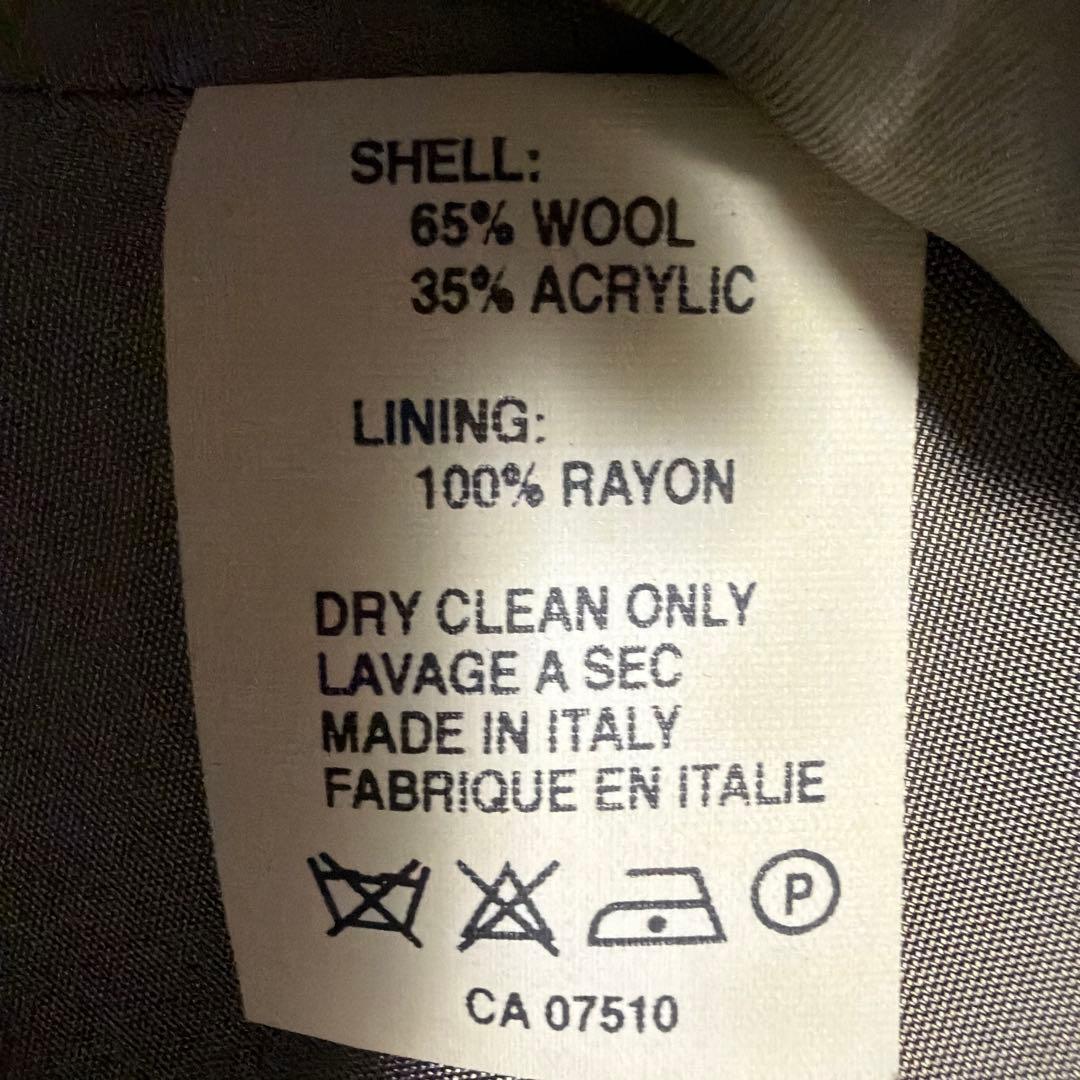 SHELL:
65% WOOL
35% ACRYLIC
LINING:
100% RAYON
DRY CLEAN ONLY
LAVAGE A SEC
MADE IN ITALY
FABRIQUE EN ITALIE
P
CA 07510